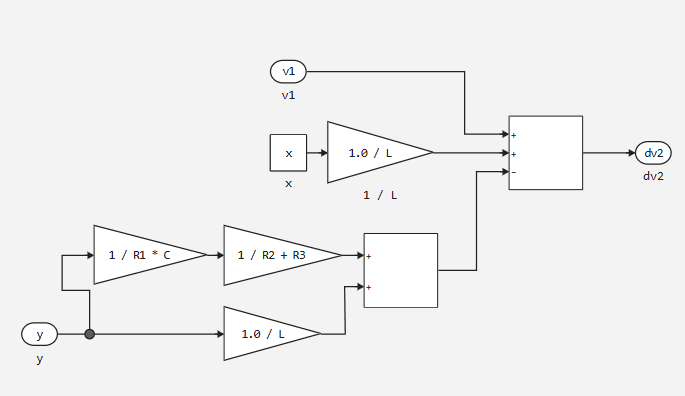 v1
v1
+
x
1.0 / L
+
dv2
-
x
dv2
1 / L
1 / R1 * C
1 / R2 + R3
+
+
y
1.0 / L
y